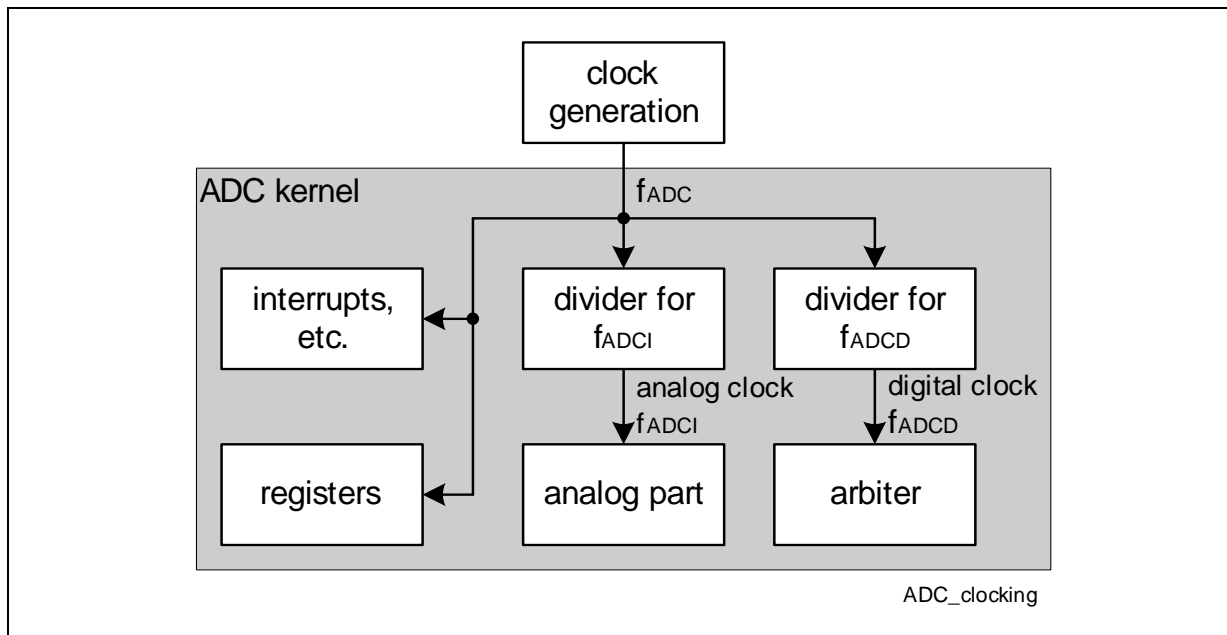 clock
generation
ADC kernel
fADC
interrupts,
etc.
divider for
fADCI
divider for
fADCD
analog clock
fADCI
digital clock
fADCD
registers
analog part
arbiter
ADC_clocking